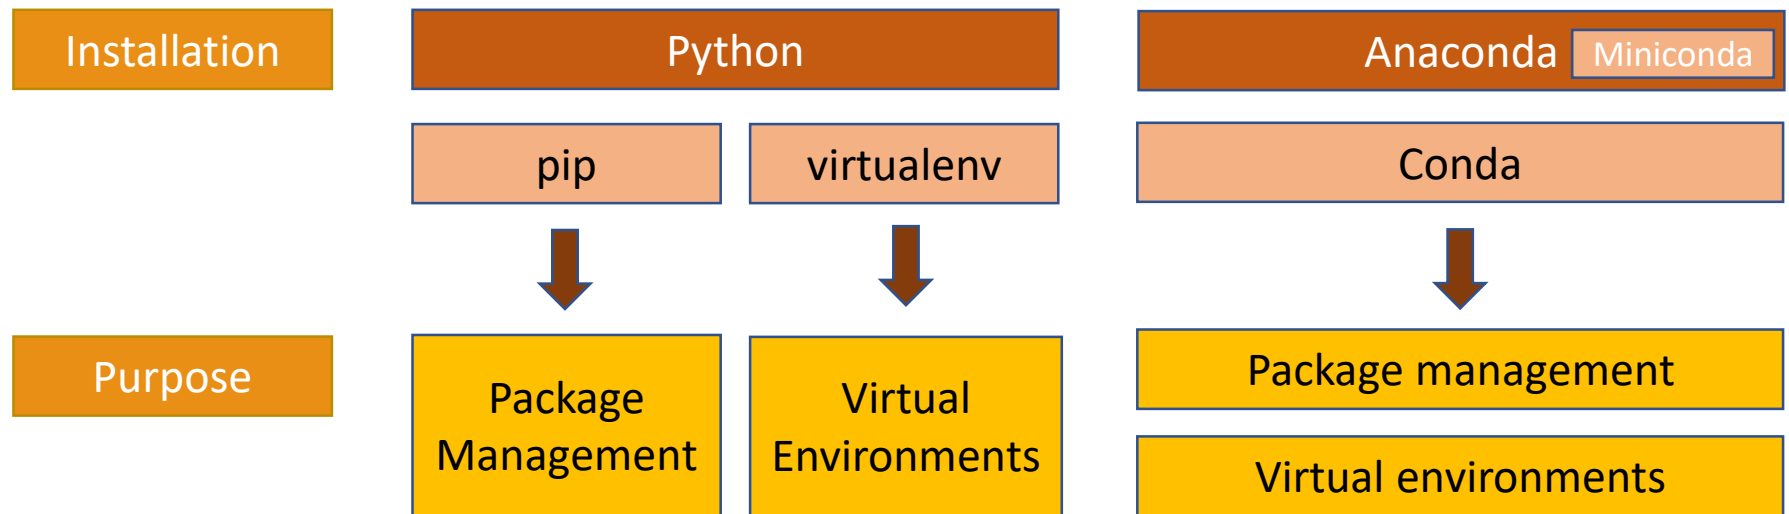 Installation
Python
Anaconda
Miniconda
pip
virtualenv
Conda
Purpose
Package
Management
Virtual
Environments
Package management
Virtual environments